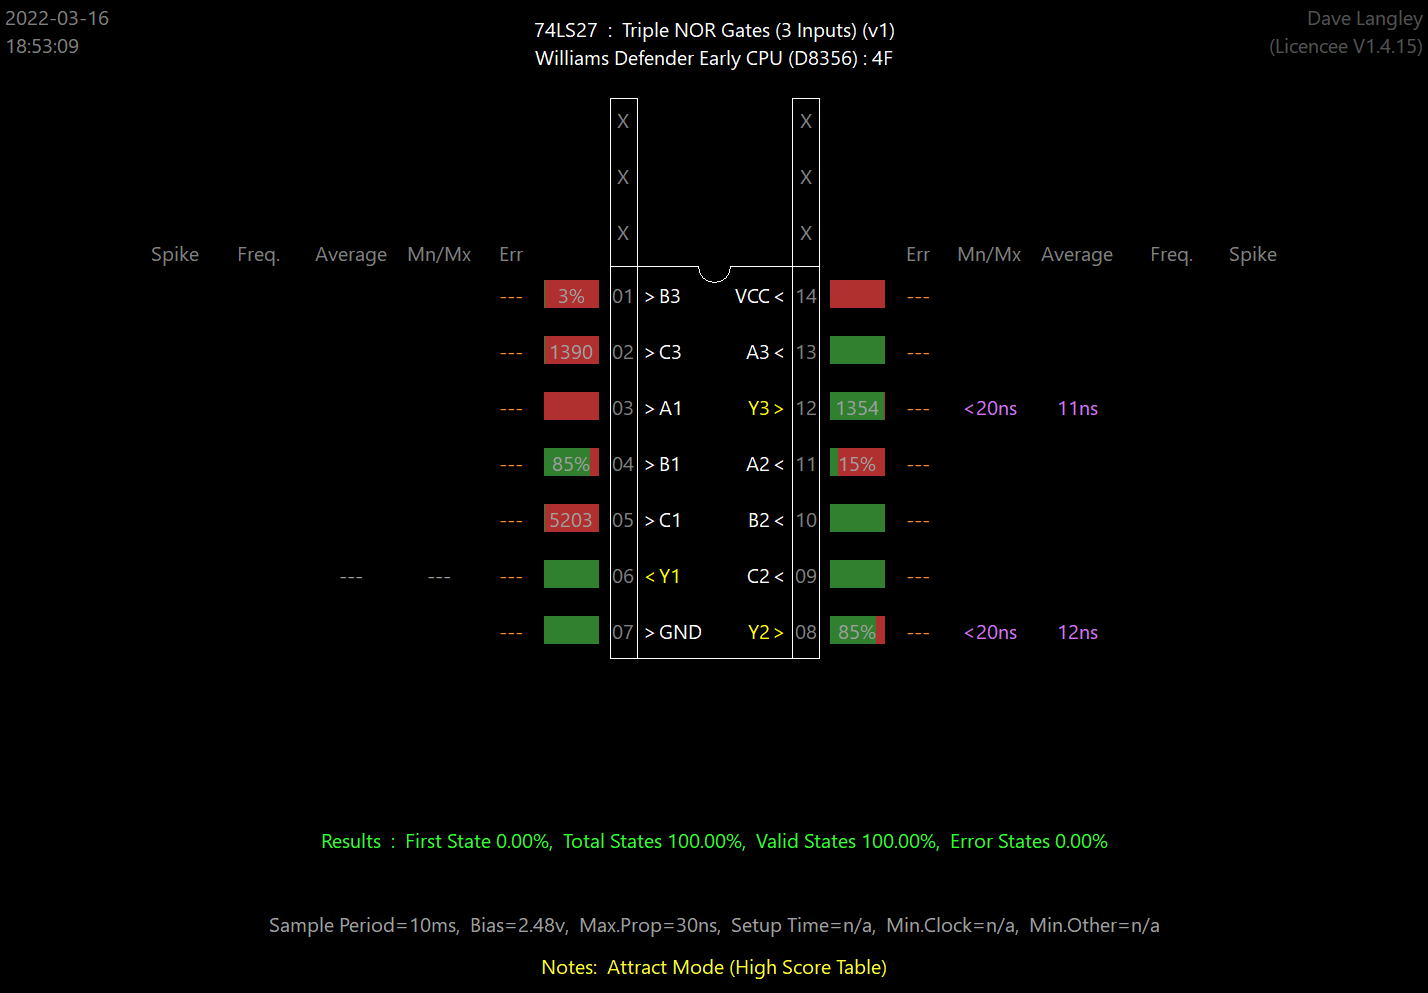 2022-03-16 74LS27 : Triple NOR Gates (3 Inputs) (v1) Dave Langley
18:53:09 Williams Defender Early CPU (D8356) : 4F (Licencee V1.4.15)
X X
X X
X X
Spike Freq. Average Mn/Mx Err Err Mn/Mx Average Freq. Spike
--- 3% 01 > B3 VCC < 14 ---
--- 1390 02 > C3 A3 < 13 ---
--- 03 > A1 Y3 > 12 1354 --- <20ns 11ns
--- 85% 04 > B1 A2 < 11 15% ---
--- 5203 05 > C1 B2 < 10 ---
--- --- --- 06 < Y1 C2 < 09 ---
--- 07 > GND Y2 > 08 85% --- <20ns 12ns
Results : First State 0.00%, Total States 100.00%, Valid States 100.00%, Error States 0.00%
Sample Period=10ms, Bias=2.48v, Max.Prop=30ns, Setup Time=n/a, Min.Clock=n/a, Min.Other=n/a
Notes: Attract Mode (High Score Table)